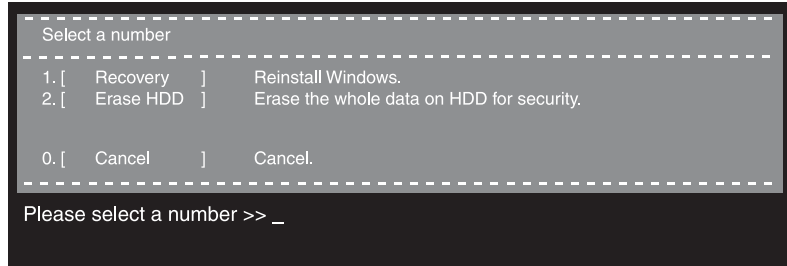 Select a number
1. [ Recovery ] Reinstall Windows.
2. [ Erase HDD ] Erase the whole data on HDD for security.
0. [ Cancel ] Cancel.
Please select a number >> _